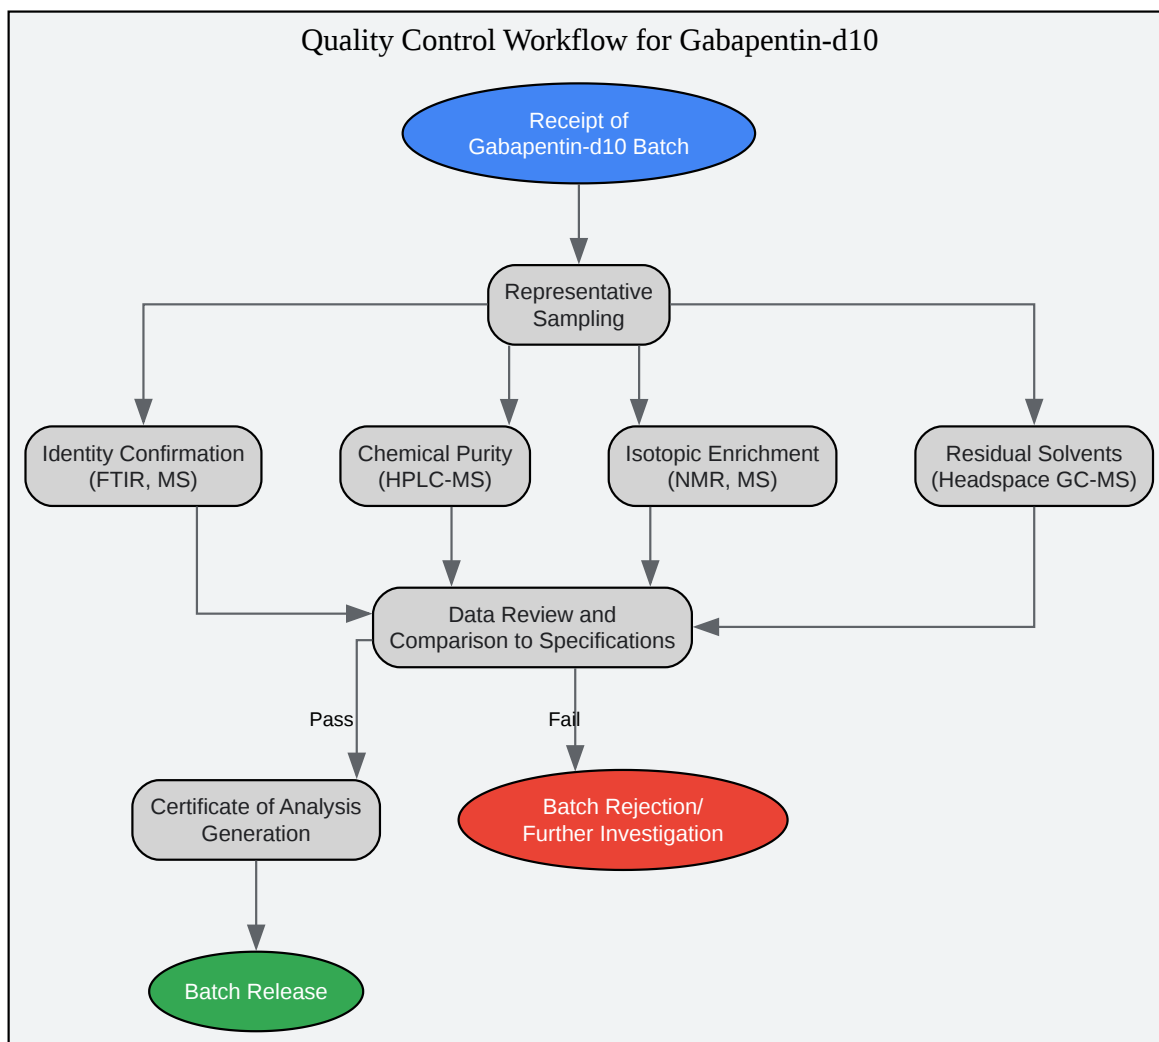 Quality Control Workflow for Gabapentin-d10
Receipt of
Gabapentin-d10 Batch
Representative
Sampling
Identity Confirmation
(FTIR, MS)
Chemical Purity
(HPLC-MS)
Isotopic Enrichment
(NMR, MS)
Residual Solvents
(Headspace GC-MS)
Data Review and
Comparison to Specifications
Pass
Fail
Certificate of Analysis
Generation
Batch Rejection/
Further Investigation
Batch Release